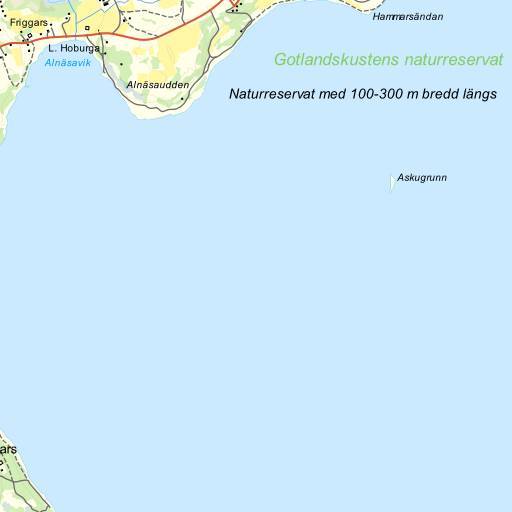 Hammarsändan
Friggars
L. Hoburga
Alnäsavik
Gotlandskustens naturreservat
Alnäsaudden
Naturreservat med 100-300 m bredd längs
Askugrunn
ars